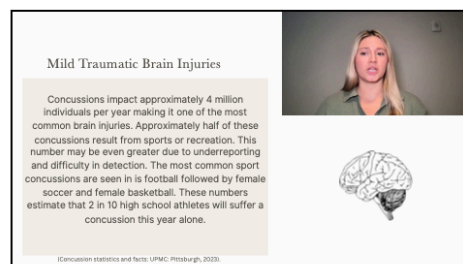 Mild Traumatic Brain Injuries
Concussions impact approximately 4 million
individuals per year making it one of the most
common brain injuries. Approximately half of these
concussions result from sports or recreation. This
number may be even greater due to underreporting
and difficulty in detection. The most common sport
concussions are seen in is football followed by female
soccer and female basketball. These numbers
estimate that 2 in 10 high school athletes will suffer a
concussion this year alone.
(Concussion statistics and facts: UPMC: Pittsburgh, 2023).